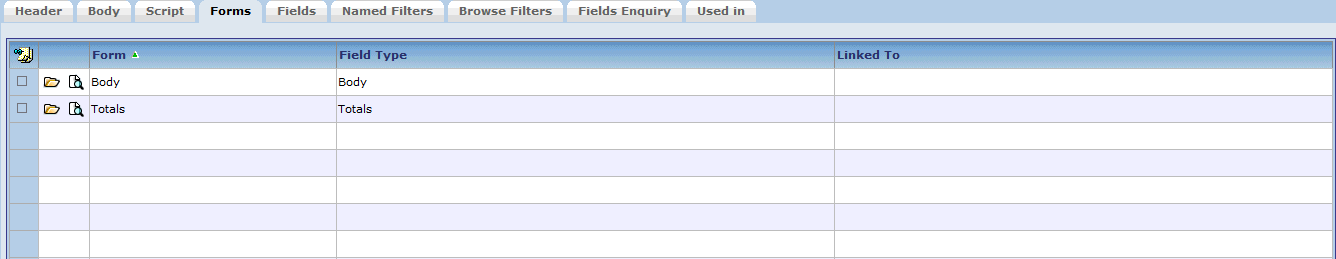 Header Body Script Forms Fields Named Filters Browse Filters Fields Enquiry Used in
Form Field Type Linked To
Body Body
Totals Totals